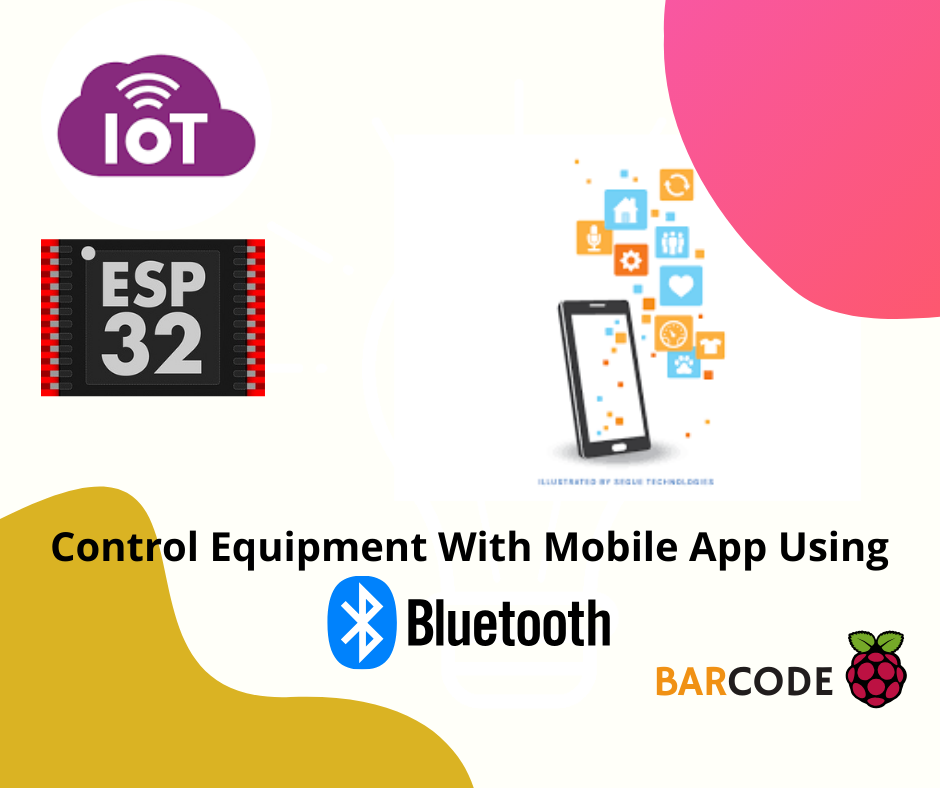 IoT
ESP
32
ILLUSTRATED BY SEGUE TECHNOLOGIES
Control Equipment With Mobile App Using
Bluetooth
BARCODE